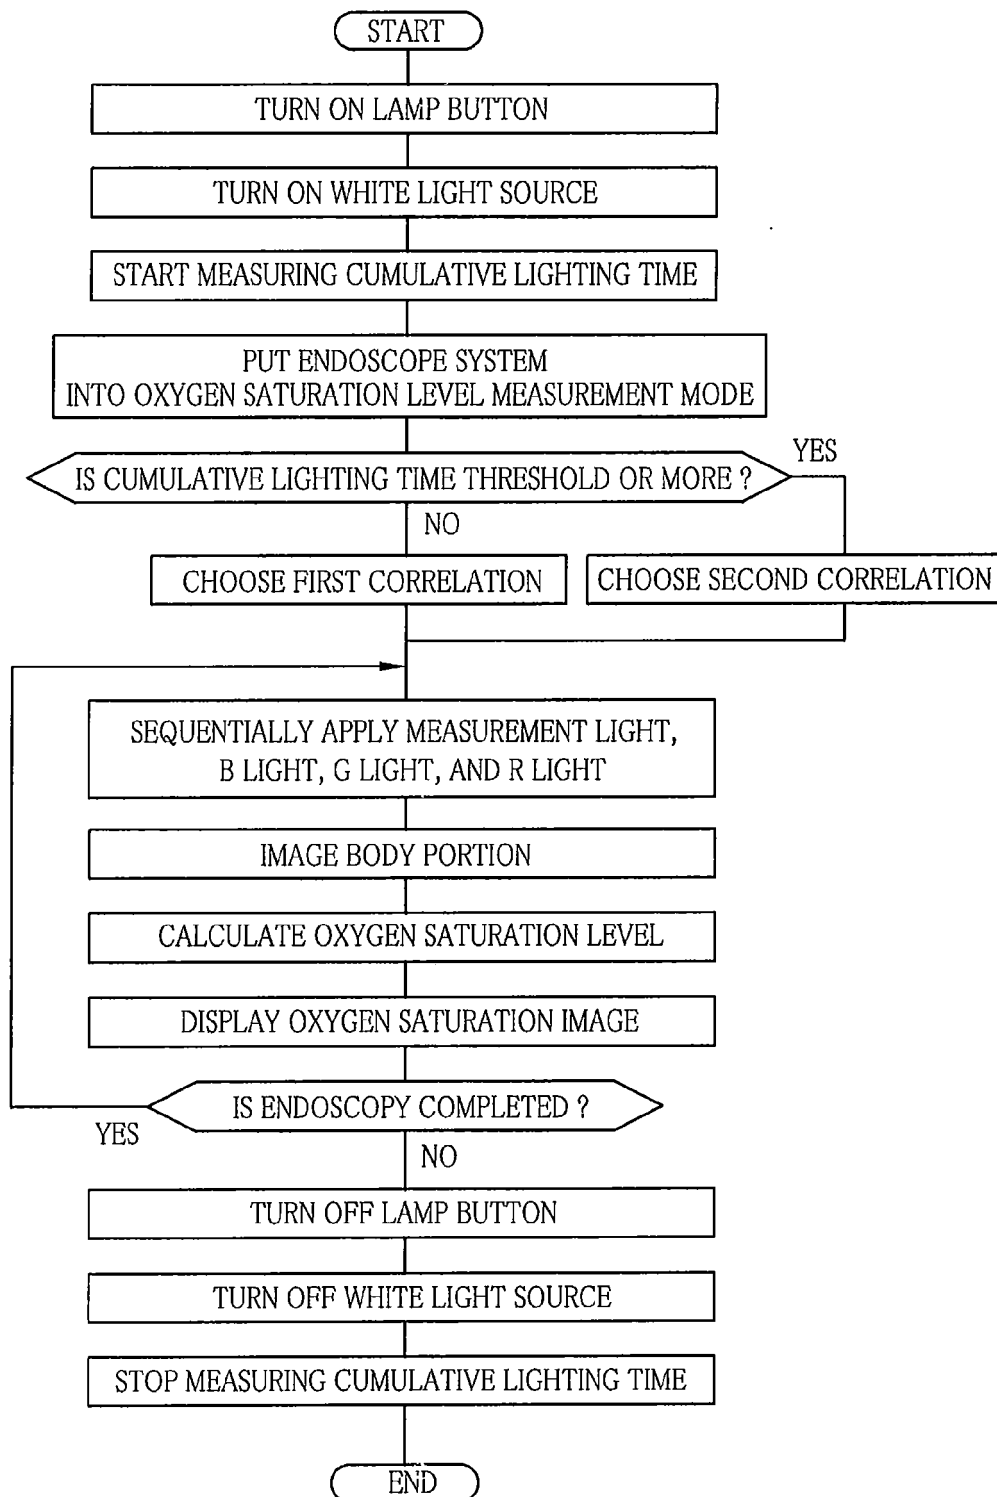 START
TURN ON LAMP BUTTON
TURN ON WHITE LIGHT SOURCE
START MEASURING CUMULATIVE LIGHTING TIME
PUT ENDOSCOPE SYSTEM
INTO OXYGEN SATURATION LEVEL MEASUREMENT MODE
IS CUMULATIVE LIGHTING TIME THRESHOLD OR MORE ?
YES
NO
CHOOSE FIRST CORRELATION
CHOOSE SECOND CORRELATION
SEQUENTIALLY APPLY MEASUREMENT LIGHT,
B LIGHT, G LIGHT, AND R LIGHT
IMAGE BODY PORTION
CALCULATE OXYGEN SATURATION LEVEL
DISPLAY OXYGEN SATURATION IMAGE
IS ENDOSCOPY COMPLETED ?
YES
NO
TURN OFF LAMP BUTTON
TURN OFF WHITE LIGHT SOURCE
STOP MEASURING CUMULATIVE LIGHTING TIME
END